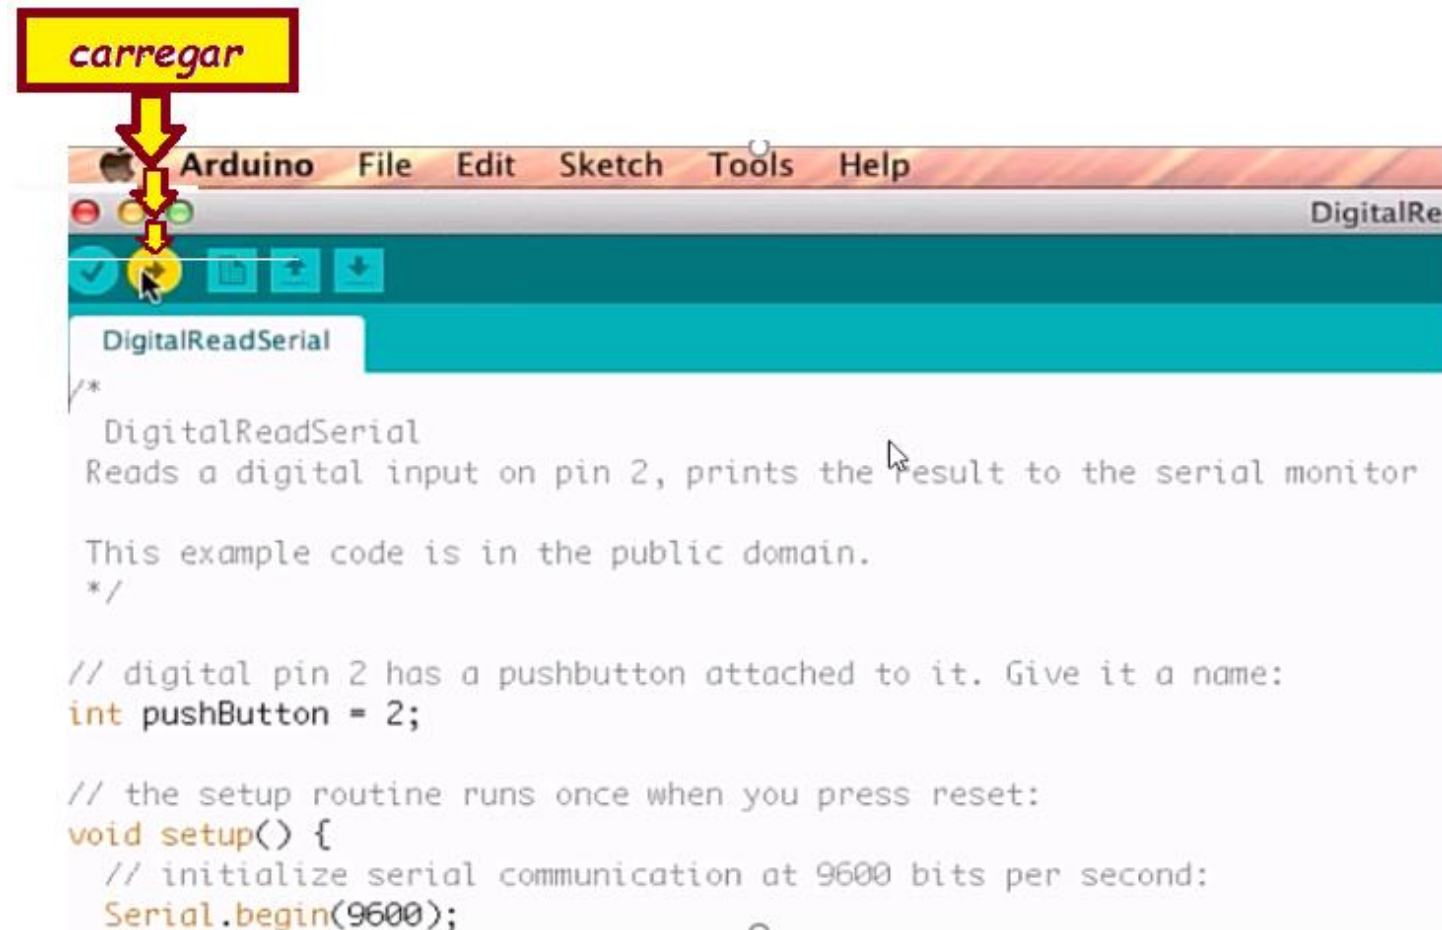 carregar
Arduino File Edit Sketch Tools Help
DigitalRe
DigitalReadSerial
/*
DigitalReadSerial
Reads a digital input on pin 2, prints the result to the serial monitor
This example code is in the public domain.
*/
// digital pin 2 has a pushbutton attached to it. Give it a name:
int pushButton = 2;
// the setup routine runs once when you press reset:
void setup() {
// initialize serial communication at 9600 bits per second:
Serial.begin(9600);